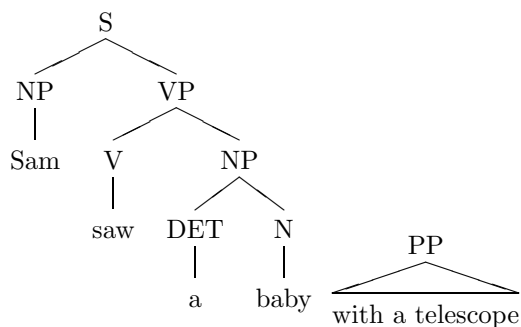 S
NP VP
Sam V NP
saw DET N PP
a baby with a telescope